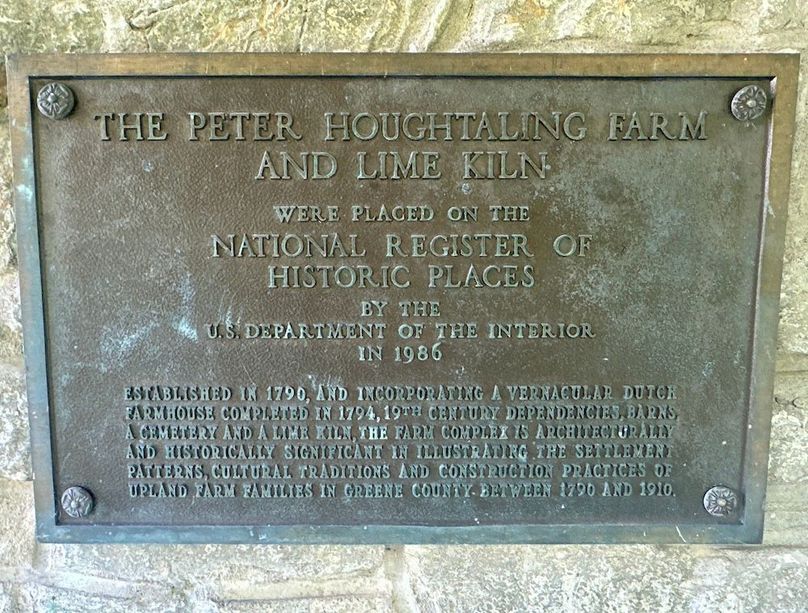 THE PETER HOUGHTALING FARM
AND LIME KILN
WERE PLACED ON THE
NATIONAL REGISTER OF
HISTORIC PLACES
BY THE
U.S. DEPARTMENT OF THE INTERIOR
IN 1986
ESTABLISHED IN 1790, AND INCORPORATING A VERNACULAR DUTCH
FARMHOUSE COMPLETED IN 1794, 19TH CENTURY DEPENDENCIES, BARNS,
A CEMETERY AND A LIME KILN, THE FARM COMPLEX IS ARCHITECTURALLY
AND HISTORICALLY SIGNIFICANT IN ILLUSTRATING THE SETTLEMENT
PATTERNS, CULTURAL TRADITIONS AND CONSTRUCTION PRACTICES OF
UPLAND FARM FAMILIES IN GREENE COUNTY BETWEEN 1790 AND 1910.